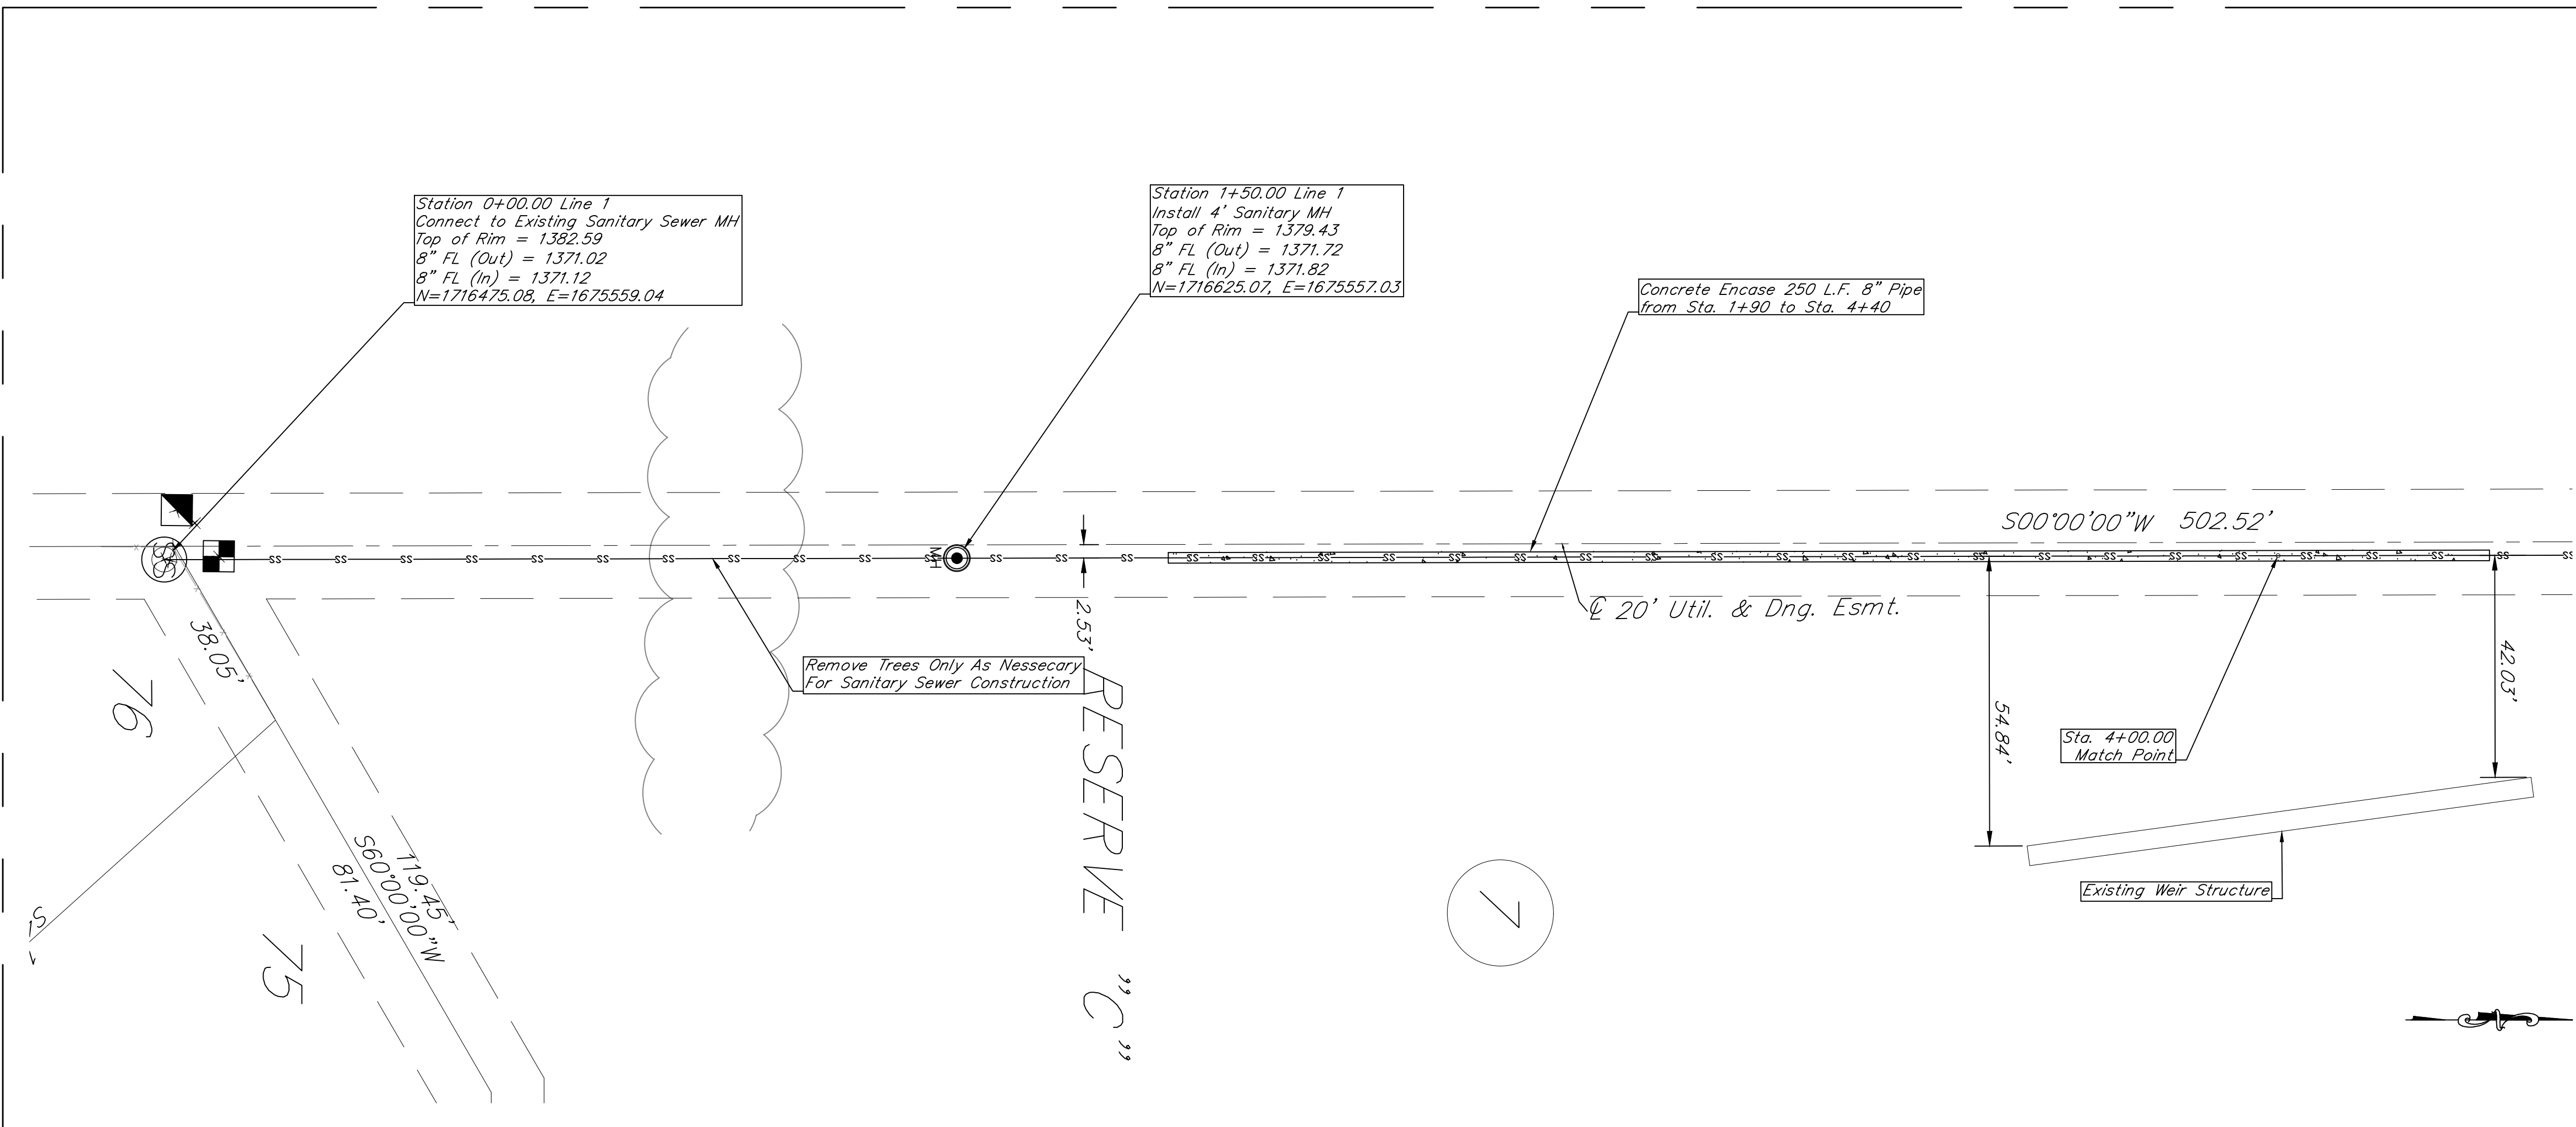 Station 0+00.00 Line 1
Connect to Existing Sanitary Sewer MH
Top of Rim = 1382.59
8" FL (Out) = 1371.02
8" FL (In) = 1371.12
N=1716475.08, E=1675559.04
Station 1+50.00 Line 1
Install 4' Sanitary MH
Top of Rim = 1379.43
8" FL (Out) = 1371.72
8" FL (In) = 1371.82
N=1716625.07, E=1675557.03
Concrete Encase 250 L.F. 8" Pipe
from Sta. 1+90 to Sta. 4+40
S00°00'00"W 502.52'
SS
MH
2.53'
℄ 20' Util. & Dng. Esmt.
38.05'
76
Remove Trees Only As Nessecary
For Sanitary Sewer Construction
RESERVE "C"
54.84'
42.03'
Sta. 4+00.00
Match Point
Existing Weir Structure
119.45'
S60°00'00"W
81.40'
75
7